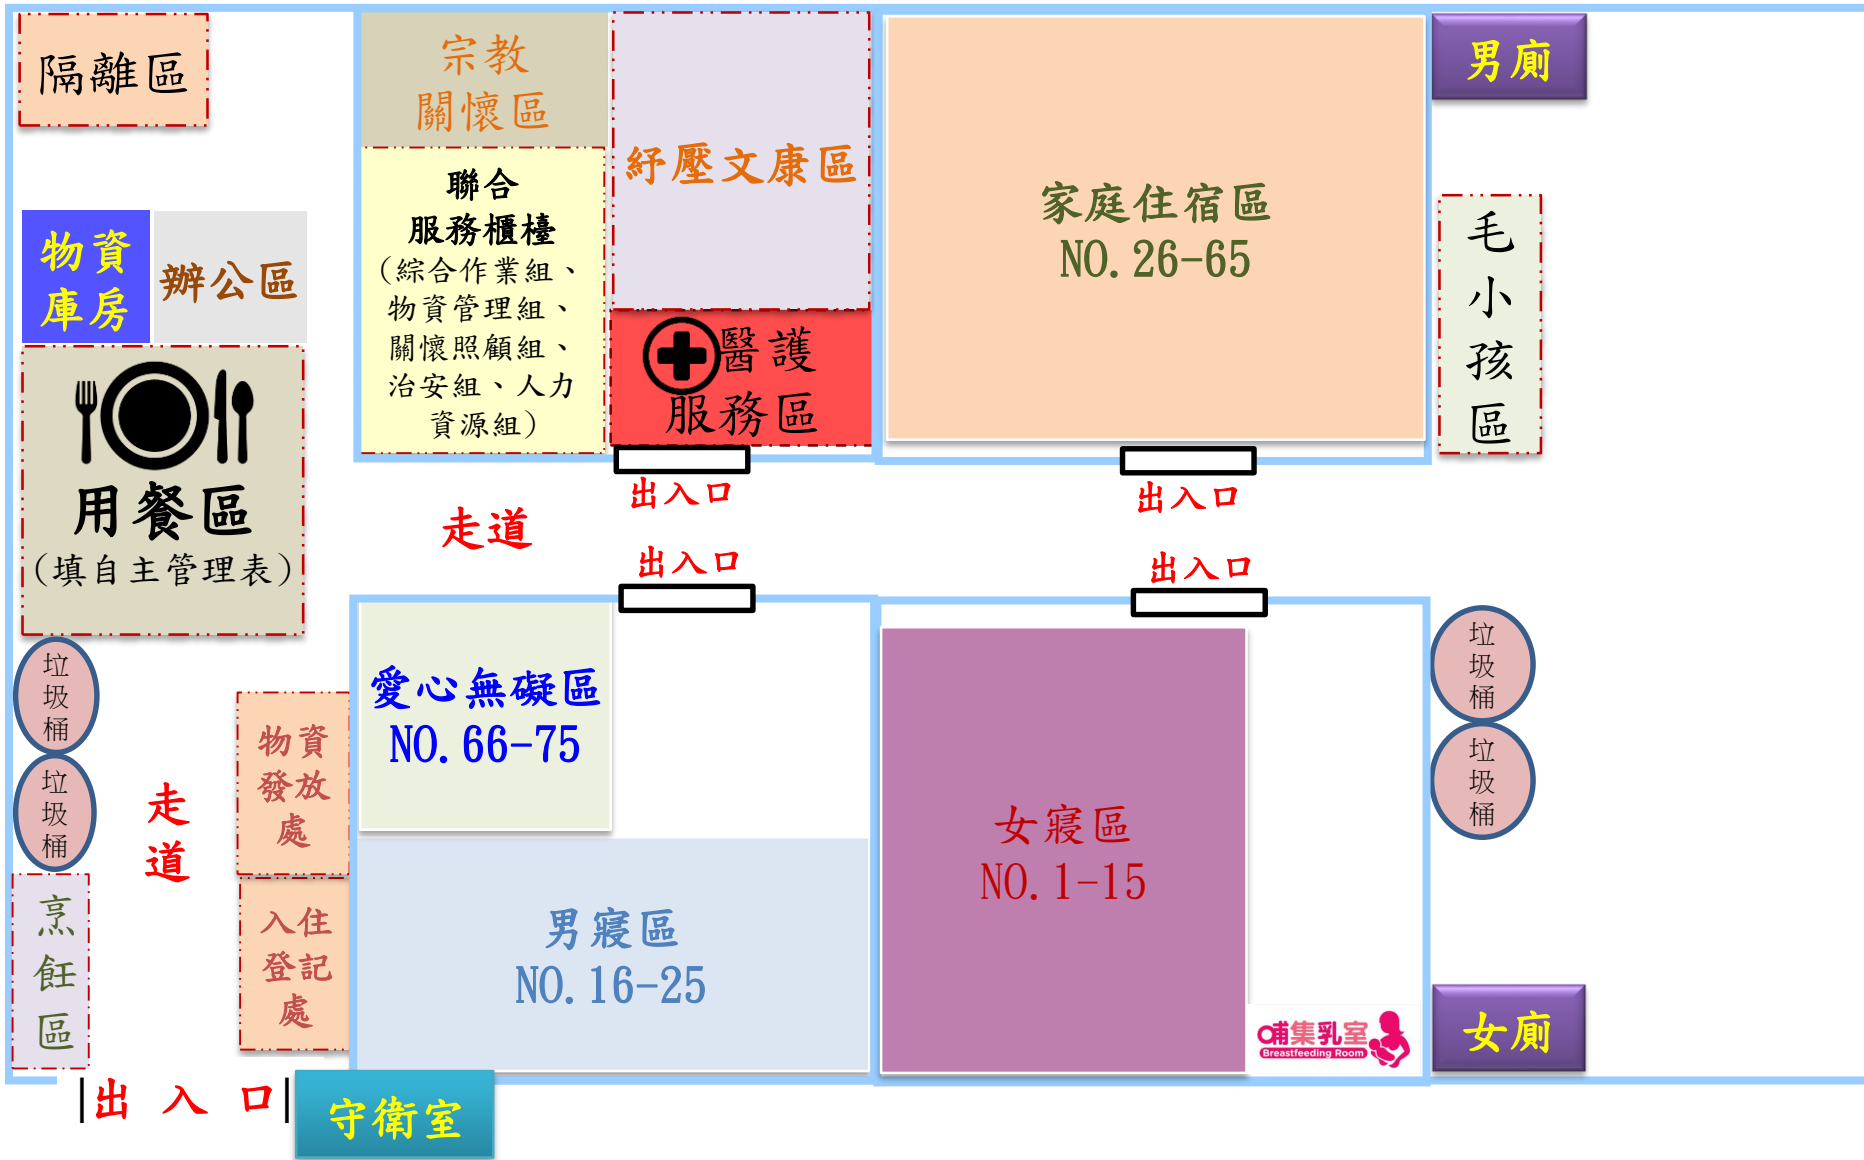 隔離區
宗教
關懷區
紓壓文康區
家庭住宿區
NO. 26-65
男廁
聯合
服務櫃檯
（綜合作業組、
物資管理組、
關懷照顧組、
治安組、人力
資源組）
醫護
服務區
毛
小
孩
區
物資
庫房
辦公區
用餐區
（填自主管理表）
出入口
出入口
走道
出入口
出入口
垃
圾
桶
垃
圾
桶
走
道
物資
發放
處
入住
登記
處
烹
飪
區
愛心無礙區
NO. 66-75
男寢區
NO. 16-25
女寢區
NO. 1-15
哺集乳室
Breastfeeding Room
垃
圾
桶
垃
圾
桶
女廁
出入口
守衛室